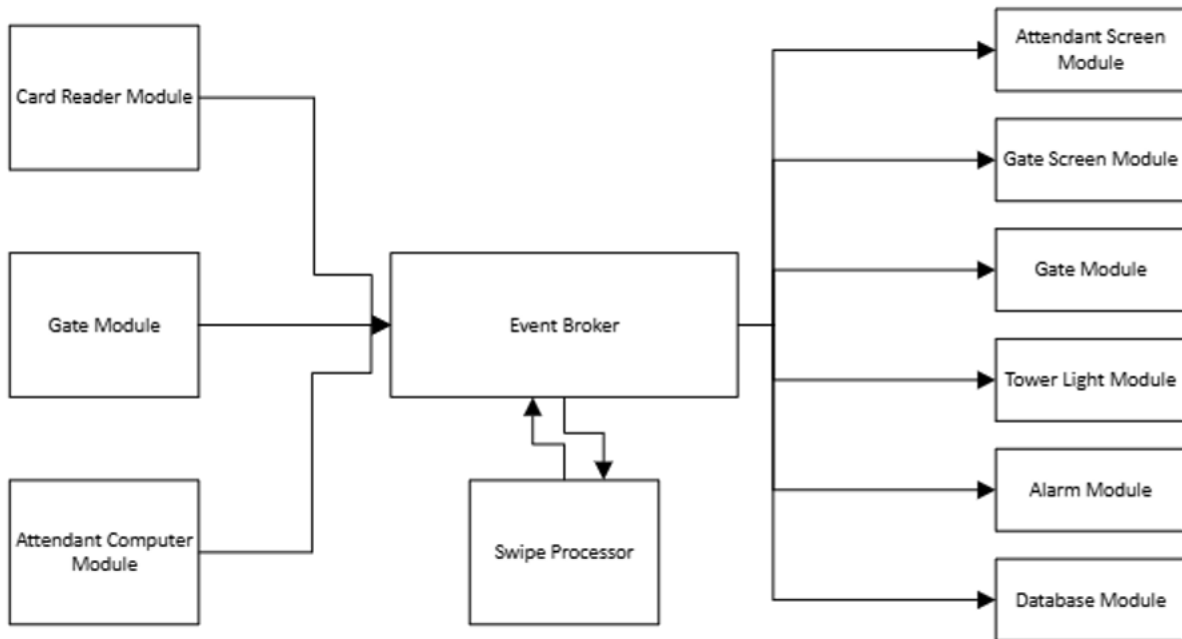 Card Reader Module
Gate Module
Attendant Computer
Module
Event Broker
Swipe Processor
Attendant Screen
Module
Gate Screen Module
Gate Module
Tower Light Module
Alarm Module
Database Module